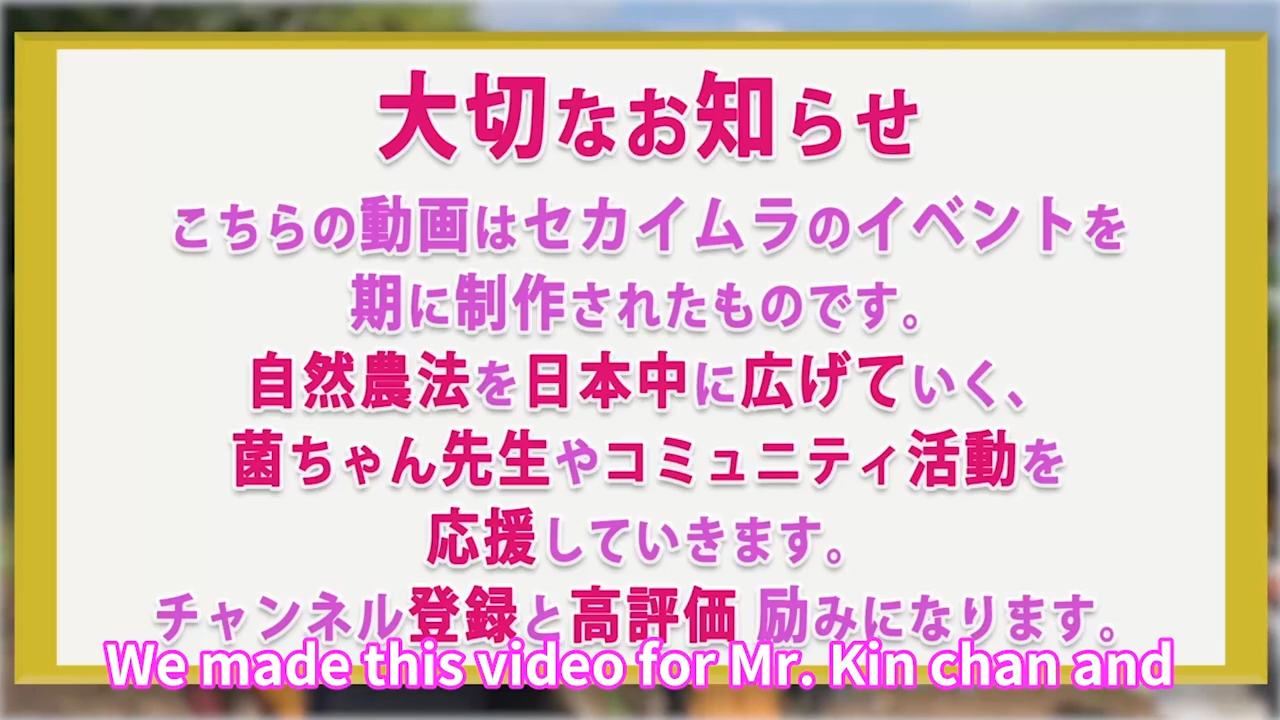 大切なお知らせ
こちらの動画はセカイムラのイベントを
期に制作されたものです。
自然農法を日本中に広げていく、
菌ちゃん先生やコミュニティ活動を
応援していきます。
チャンネル登録と高評価 励みになります。
We made this video for Mr. Kin chan and